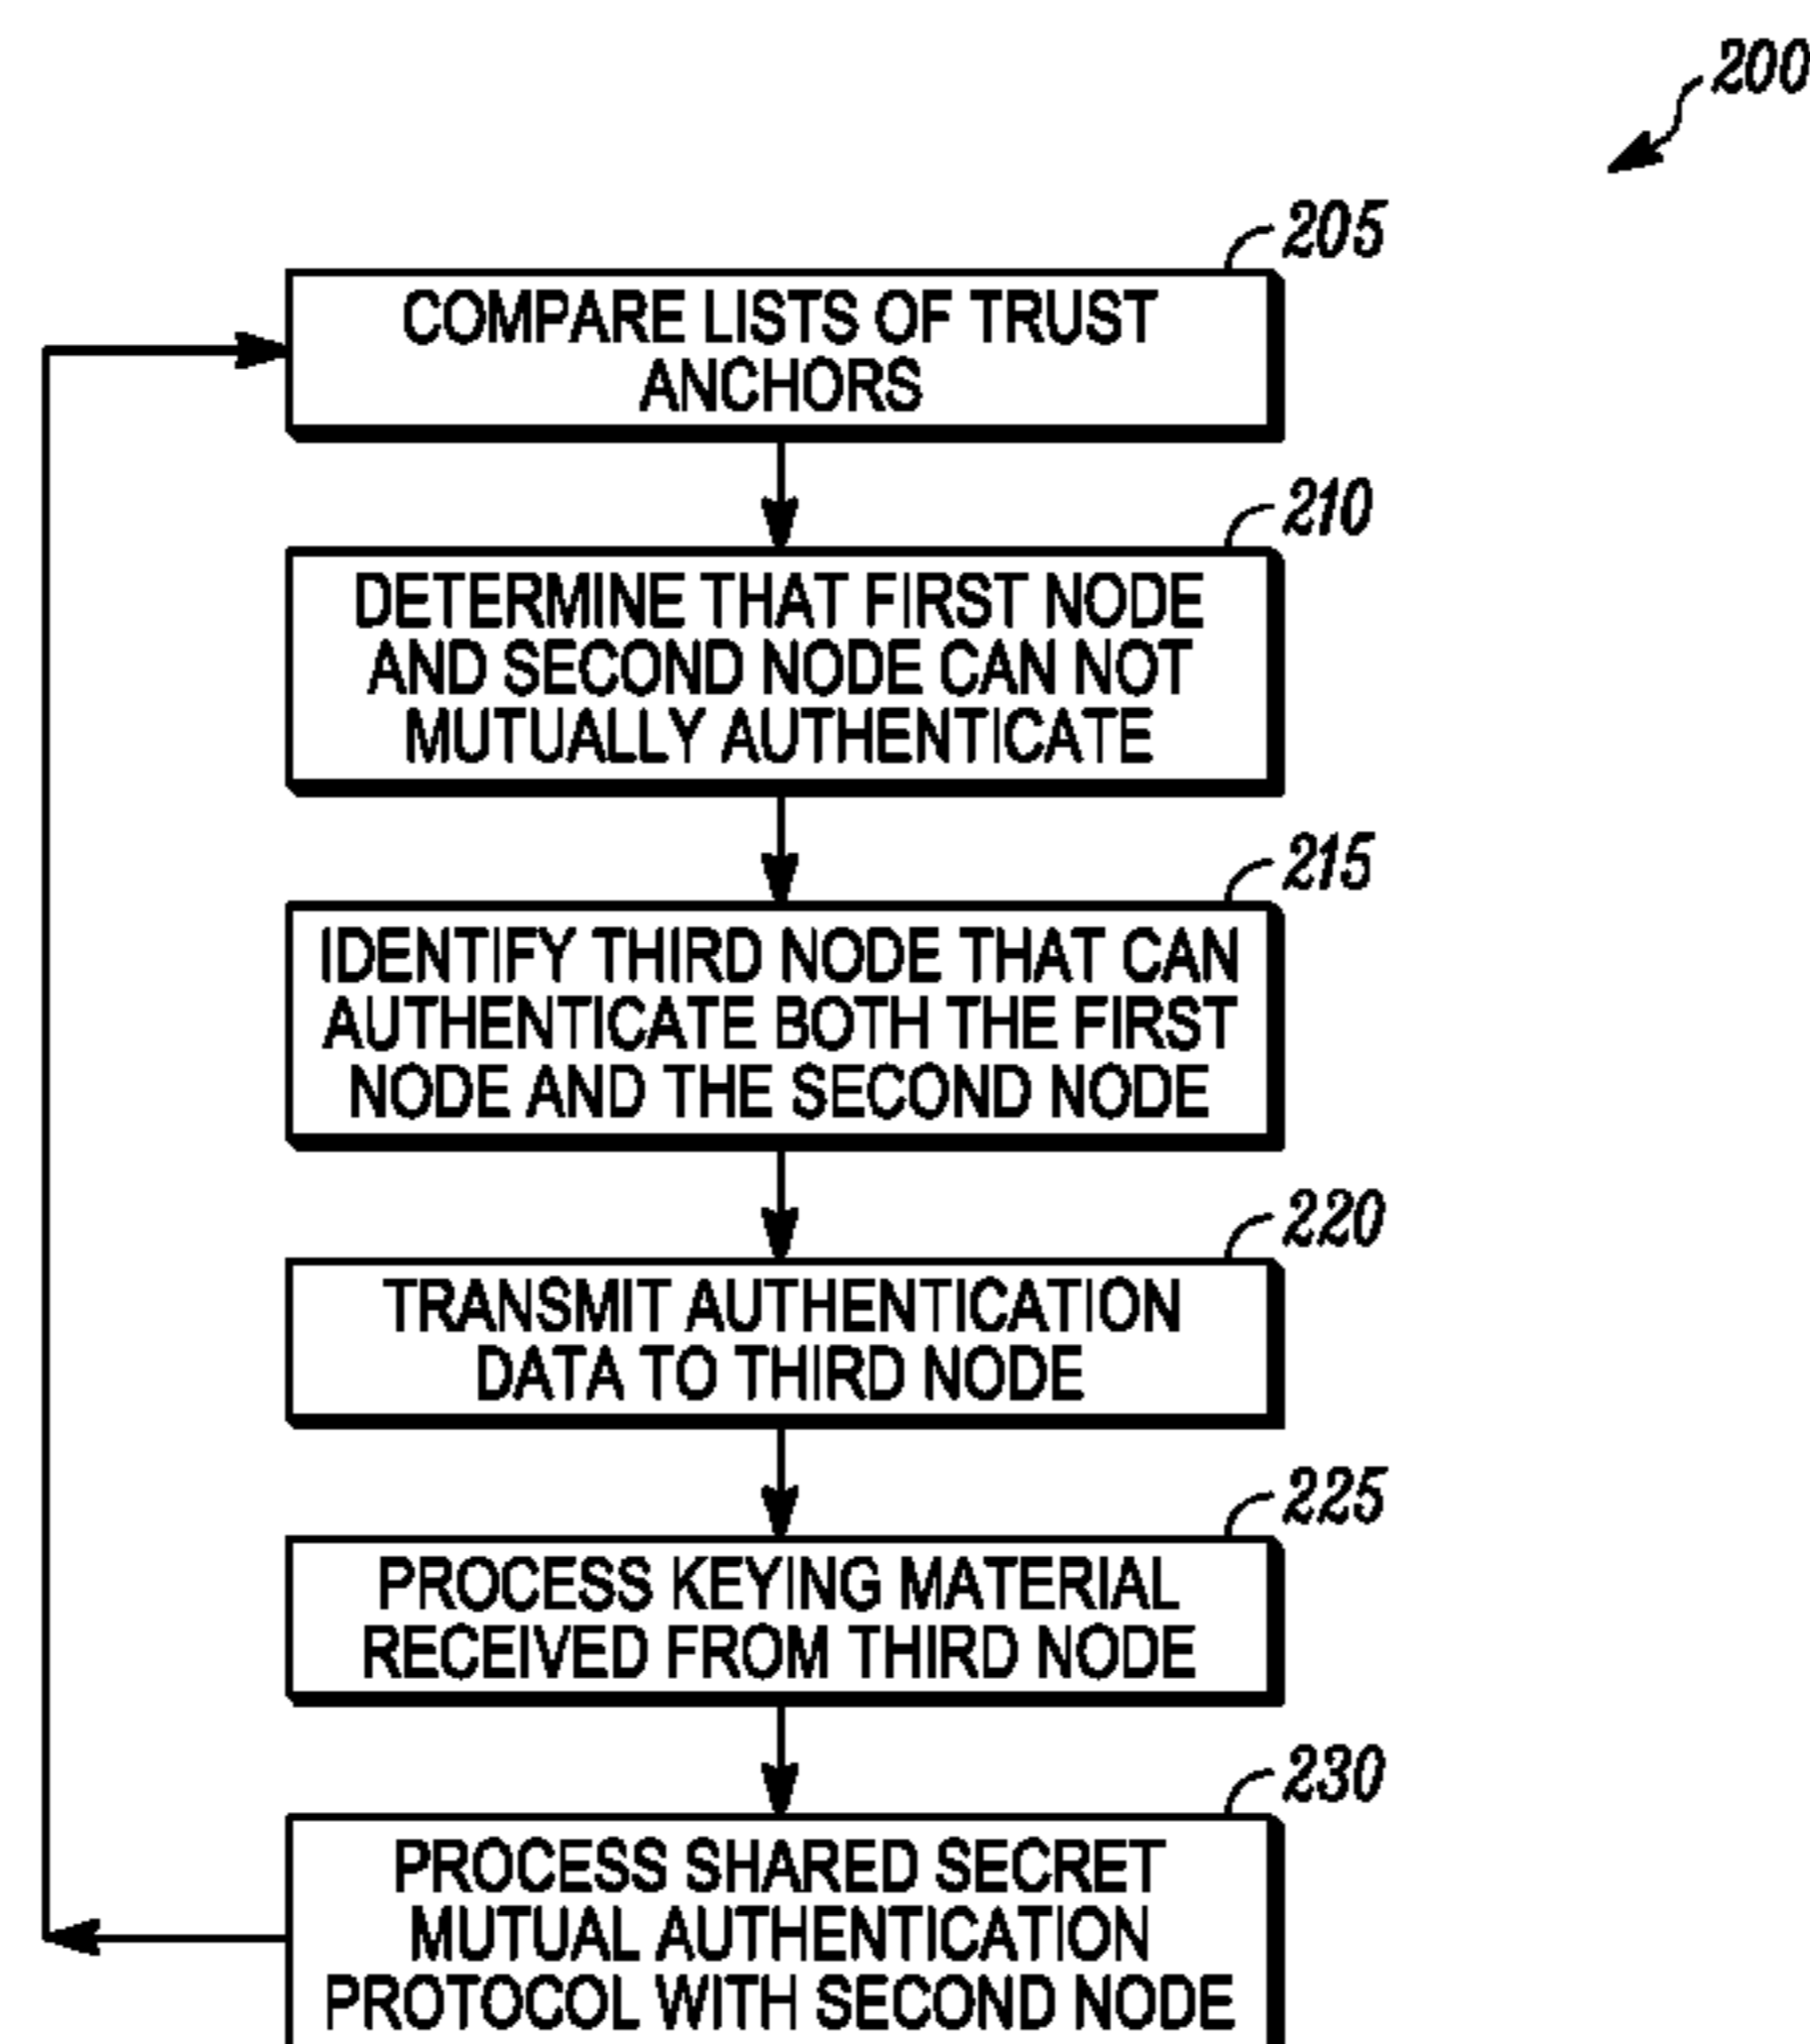 200
205
COMPARE LISTS OF TRUST
ANCHORS
210
DETERMINE THAT FIRST NODE
AND SECOND NODE CAN NOT
MUTUALLY AUTHENTICATE
215
IDENTIFY THIRD NODE THAT CAN
AUTHENTICATE BOTH THE FIRST
NODE AND THE SECOND NODE
220
TRANSMIT AUTHENTICATION
DATA TO THIRD NODE
225
PROCESS KEYING MATERIAL
RECEIVED FROM THIRD NODE
230
PROCESS SHARED SECRET
MUTUAL AUTHENTICATION
PROTOCOL WITH SECOND NODE